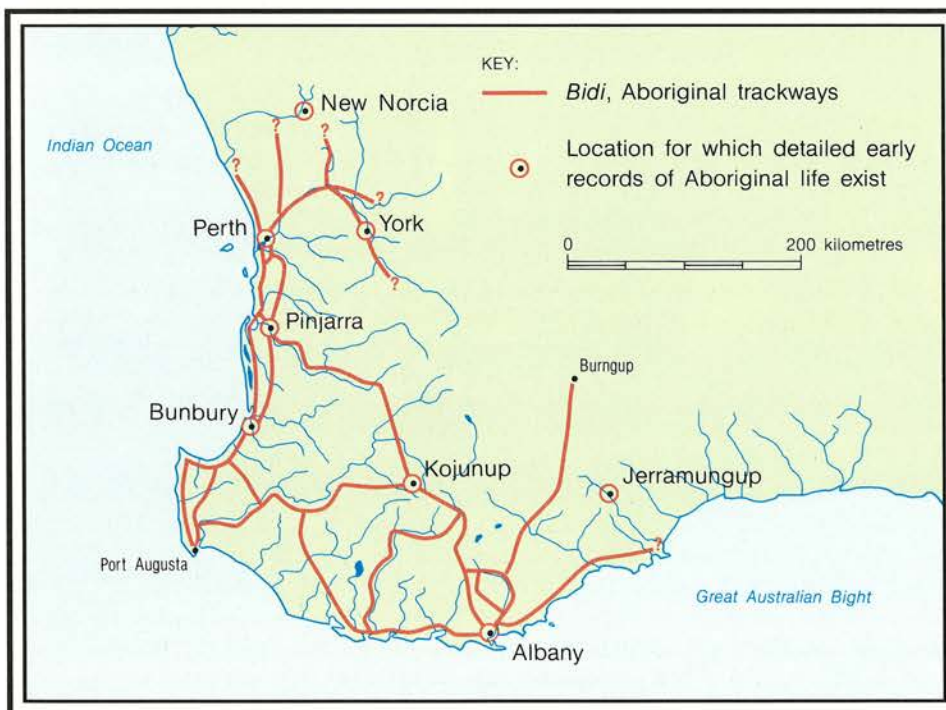 KEY:
Bidi, Aboriginal trackways
Location for which detailed early
records of Aboriginal life exist
0 200 kilometres
Indian Ocean
New Norcia
?
?
?
?
Perth
York
?
Pinjarra
Burngup
Bunbury
Kojunup
Jerramungup
Port Augusta
?
Great Australian Bight
Albany